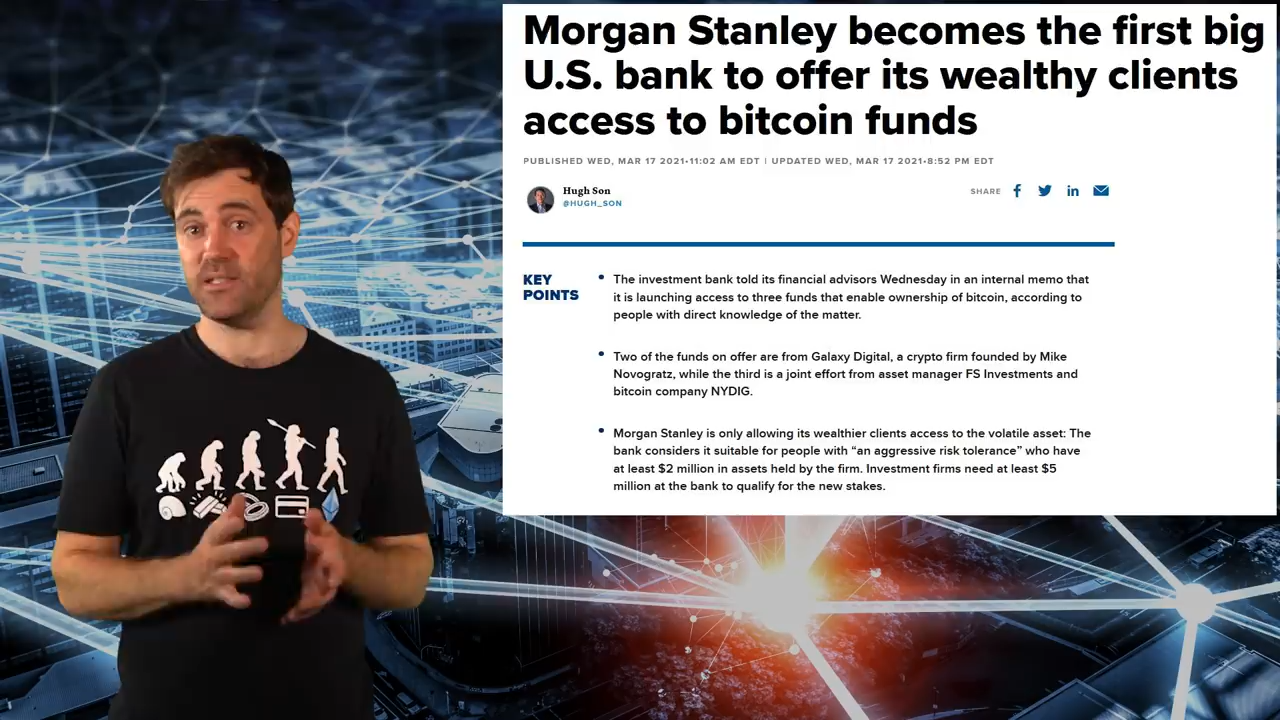 Morgan Stanley becomes the first big
U.S. bank to offer its wealthy clients
access to bitcoin funds
PUBLISHED WED, MAR 17 2021•11:02 AM EDT | UPDATED WED, MAR 17 2021•8:52 PM EDT
Hugh Son
@HUGH_SON
SHARE
KEY
POINTS
• The investment bank told its financial advisors Wednesday in an internal memo that
it is launching access to three funds that enable ownership of bitcoin, according to
people with direct knowledge of the matter.
• Two of the funds on offer are from Galaxy Digital, a crypto firm founded by Mike
Novogratz, while the third is a joint effort from asset manager FS Investments and
bitcoin company NYDIG.
• Morgan Stanley is only allowing its wealthier clients access to the volatile asset: The
bank considers it suitable for people with “an aggressive risk tolerance” who have
at least $2 million in assets held by the firm. Investment firms need at least $5
million at the bank to qualify for the new stakes.